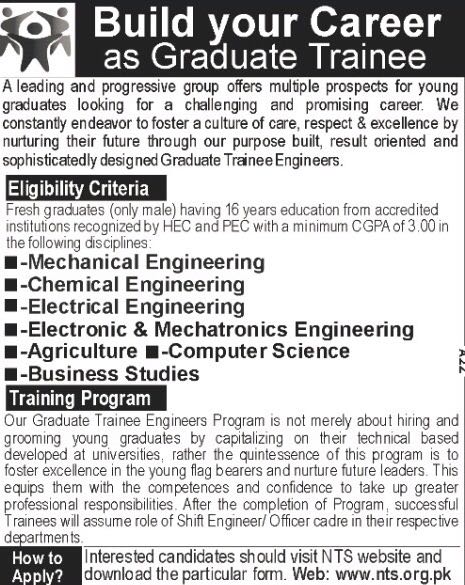 Build your Career
as Graduate Trainee
A leading and progressive group offers multiple prospects for young
graduates looking for a challenging and promising career. We
constantly endeavor to foster a culture of care, respect & excellence by
nurturing their future through our purpose built, result oriented and
sophisticatedly designed Graduate Trainee Engineers.
Eligibility Criteria
Fresh graduates (only male) having 16 years education from accredited
institutions recognized by HEC and PEC with a minimum CGPA of 3.00 in
the following disciplines:
■-Mechanical Engineering
■-Chemical Engineering
■-Electrical Engineering
■-Electronic & Mechatronics Engineering
■-Agriculture ■-Computer Science
■-Business Studies
A22
Training Program
Our Graduate Trainee Engineers Program is not merely about hiring and
grooming young graduates by capitalizing on their technical based
developed at universities, rather the quintessence of this program is to
foster excellence in the young flag bearers and nurture future leaders. This
equips them with the competences and confidence to take up greater
professional responsibilities. After the completion of Program, successful
Trainees will assume role of Shift Engineer/ Officer cadre in their respective
departments.
How to
Apply?
Interested candidates should visit NTS website and
download the particular form. Web: www.nts.org.pk